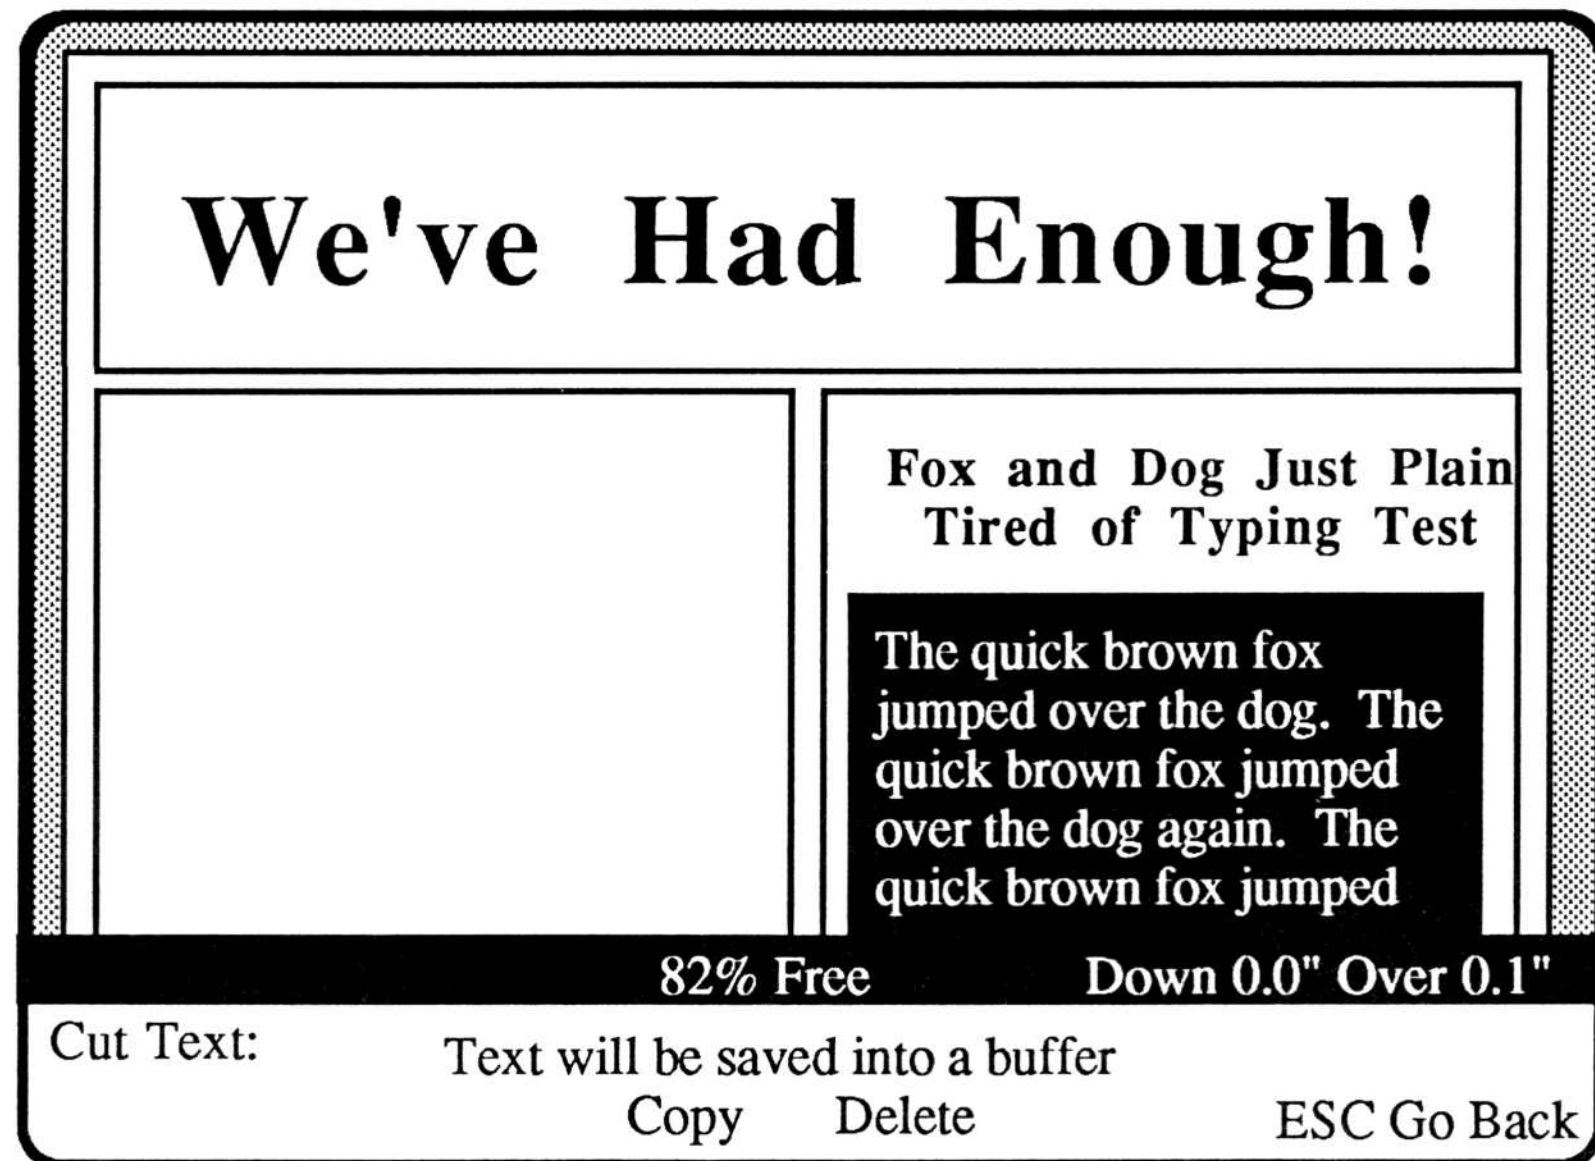 We've Had Enough!
Fox and Dog Just Plain
Tired of Typing Test
The quick brown fox
jumped over the dog.  The
quick brown fox jumped
over the dog again.  The
quick brown fox jumped
82% Free Down 0.0" Over 0.1"
Cut Text:
Text will be saved into a buffer
Copy Delete ESC Go Back